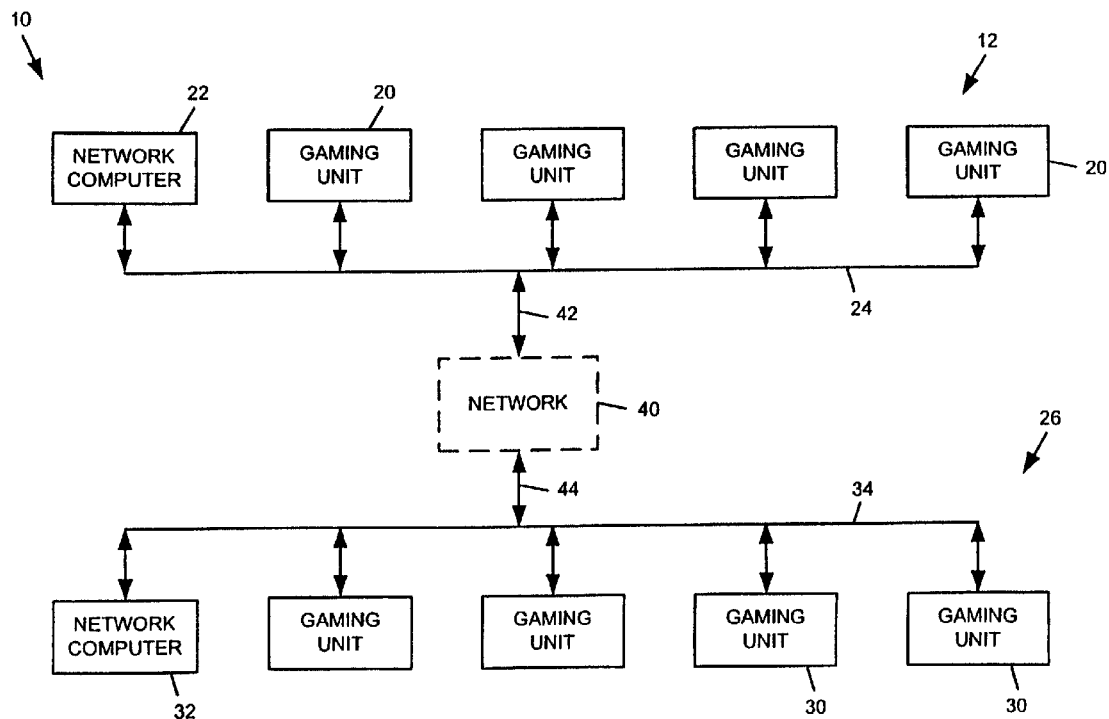 10
12
22
20
NETWORK
COMPUTER
GAMING
UNIT
GAMING
UNIT
GAMING
UNIT
GAMING
UNIT
20
24
42
NETWORK
40
26
44
34
NETWORK
COMPUTER
GAMING
UNIT
GAMING
UNIT
GAMING
UNIT
GAMING
UNIT
32
30
30